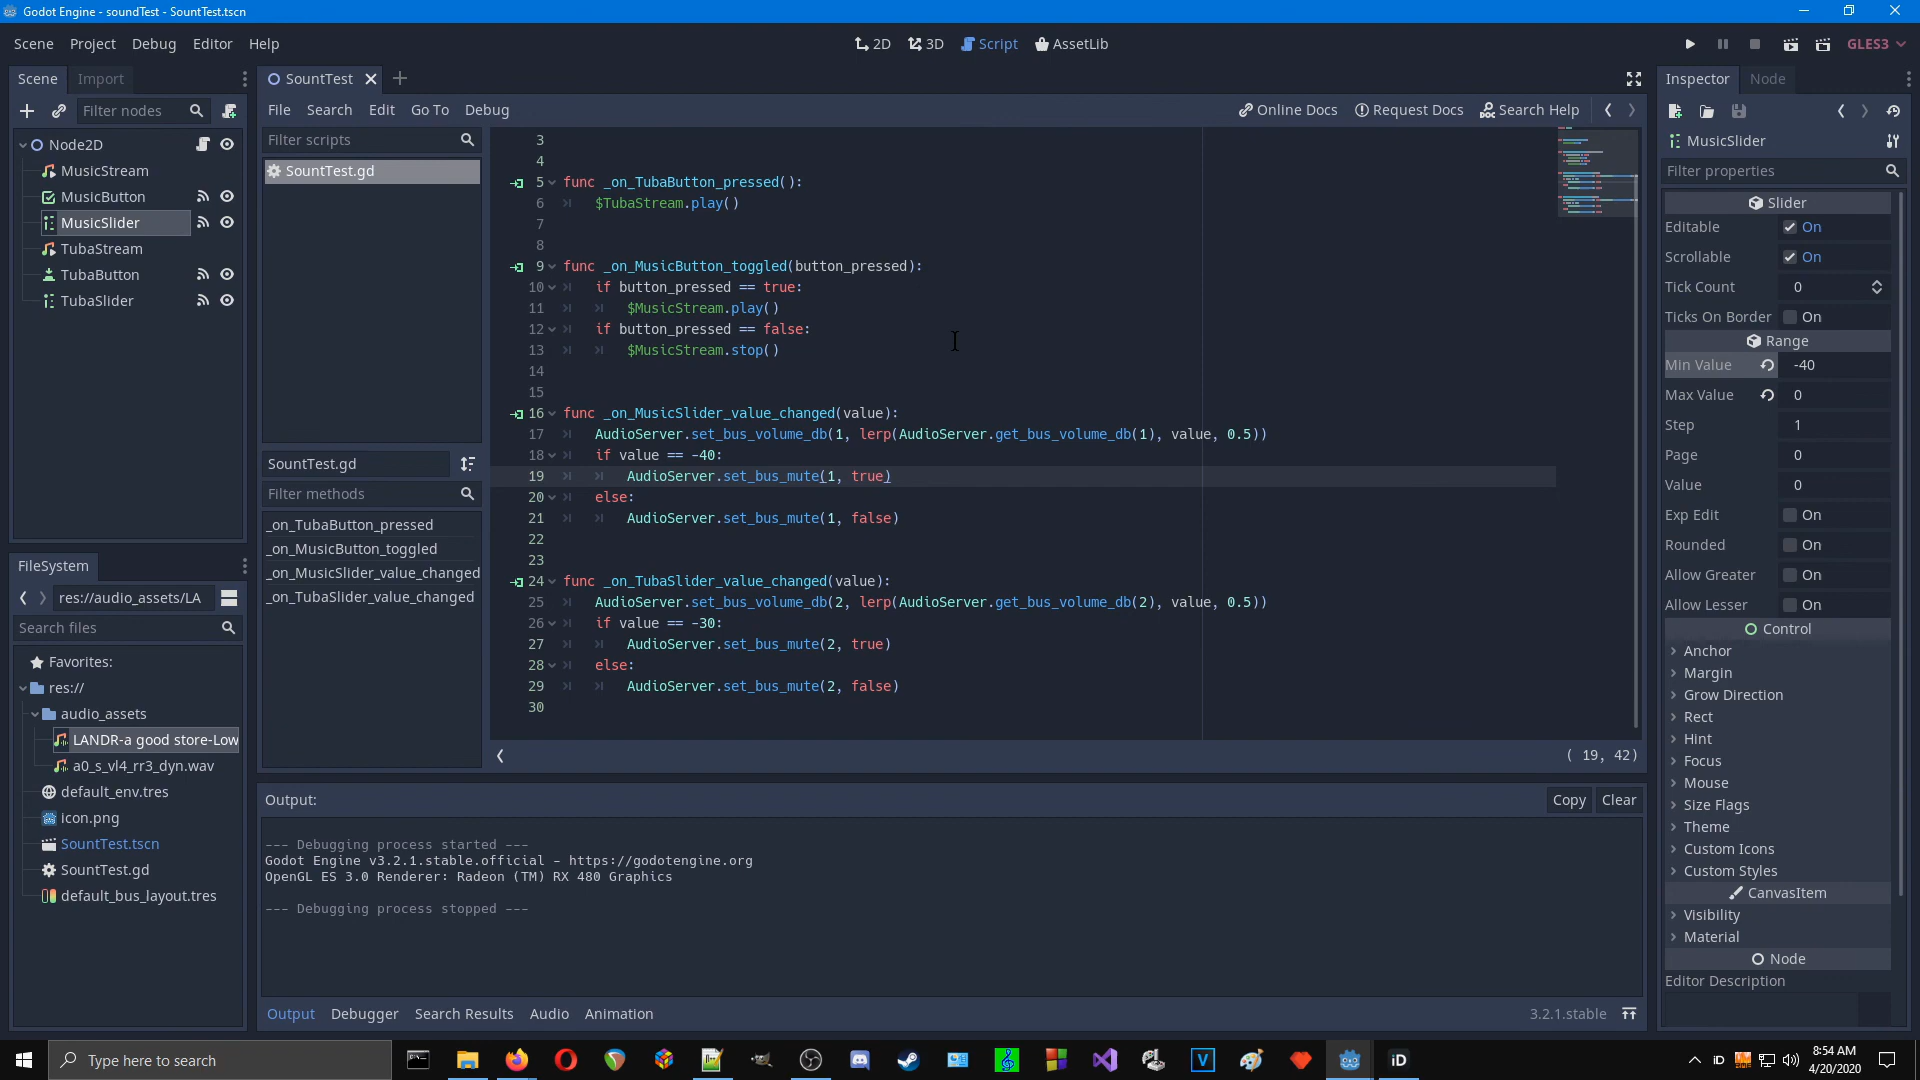 Godot Engine - soundTest - SountTest.tscn
Scene Project Debug Editor Help
2D 3D Script AssetLib
GLES3
Scene Import
Filter nodes
Node2D
MusicStream
MusicButton
MusicSlider
TubaStream
TubaButton
TubaSlider
FileSystem
res://audio_assets/LA
Search files
Favorites:
res://
audio_assets
LANDR-a good store-Low
a0_s_vl4_rr3_dyn.wav
default_env.tres
icon.png
SountTest.tscn
SountTest.gd
default_bus_layout.tres
SountTest
File Search Edit Go To Debug
Online Docs Request Docs Search Help
Filter scripts
SountTest.gd
SountTest.gd
Filter methods
_on_TubaButton_pressed
_on_MusicButton_toggled
_on_MusicSlider_value_changed
_on_TubaSlider_value_changed
3
4
5 func _on_TubaButton_pressed():
6 $TubaStream.play()
7
8
9 func _on_MusicButton_toggled(button_pressed):
10 if button_pressed == true:
11 $MusicStream.play()
12 if button_pressed == false:
13 $MusicStream.stop()
14
15
16 func _on_MusicSlider_value_changed(value):
17 AudioServer.set_bus_volume_db(1, lerp(AudioServer.get_bus_volume_db(1), value, 0.5))
18 if value == -40:
19 AudioServer.set_bus_mute(1, true)
20 else:
21 AudioServer.set_bus_mute(1, false)
22
23
24 func _on_TubaSlider_value_changed(value):
25 AudioServer.set_bus_volume_db(2, lerp(AudioServer.get_bus_volume_db(2), value, 0.5))
26 if value == -30:
27 AudioServer.set_bus_mute(2, true)
28 else:
29 AudioServer.set_bus_mute(2, false)
30
( 19, 42)
Output:
Copy Clear
--- Debugging process started ---
Godot Engine v3.2.1.stable.official - https://godotengine.org
OpenGL ES 3.0 Renderer: Radeon (TM) RX 480 Graphics
--- Debugging process stopped ---
Output Debugger Search Results Audio Animation
3.2.1.stable
Inspector Node
MusicSlider
Filter properties
Slider
Editable On
Scrollable On
Tick Count 0
Ticks On Border On
Range
Min Value -40
Max Value 0
Step 1
Page 0
Value 0
Exp Edit On
Rounded On
Allow Greater On
Allow Lesser On
Control
Anchor
Margin
Grow Direction
Rect
Hint
Focus
Mouse
Size Flags
Theme
Custom Icons
Custom Styles
CanvasItem
Visibility
Material
Node
Editor Description
Type here to search
iD
iD
8:54 AM
4/20/2020